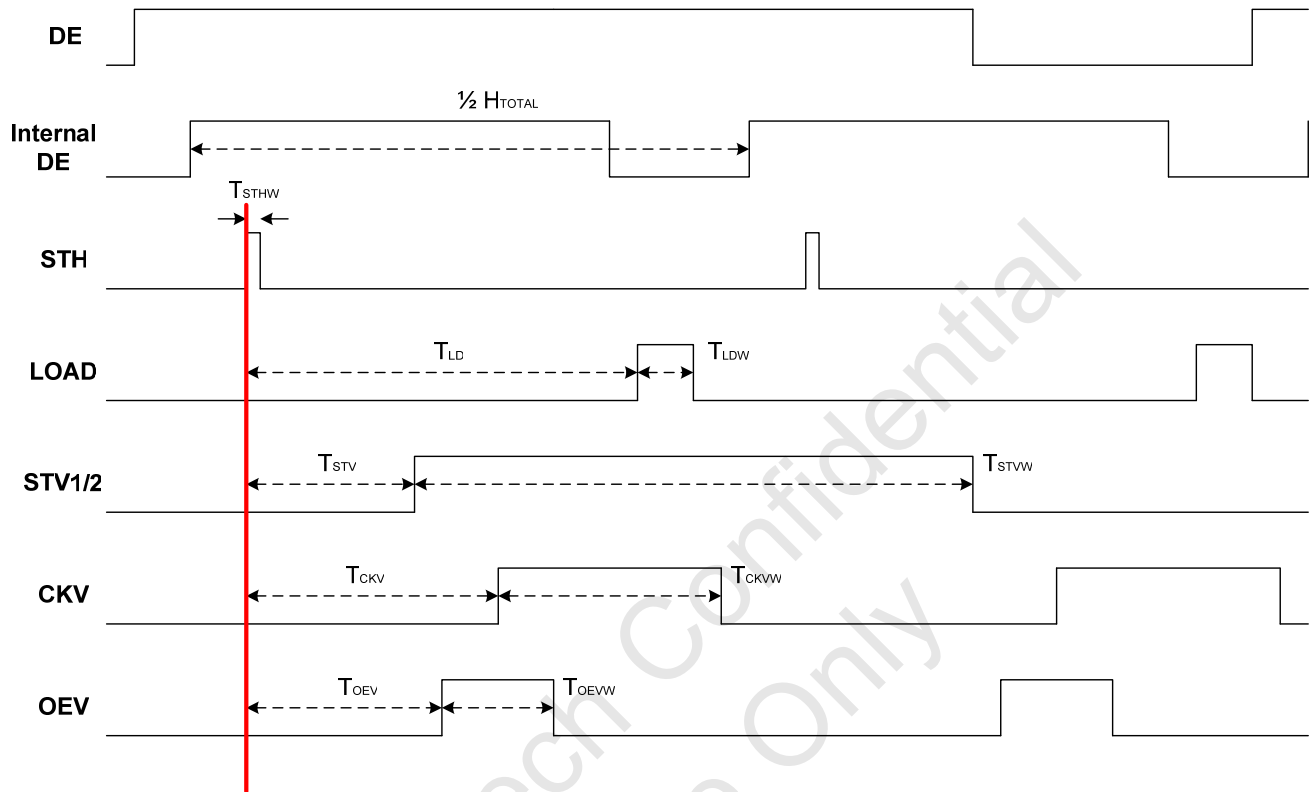 DE
½ HTOTAL
Internal
DE
TSTHW
STH
TLD
TLDW
LOAD
TSTV
TSTVW
STV1/2
TCKV
TCKVW
CKV
TOEV
TOEVW
OEV
Confidential
Only